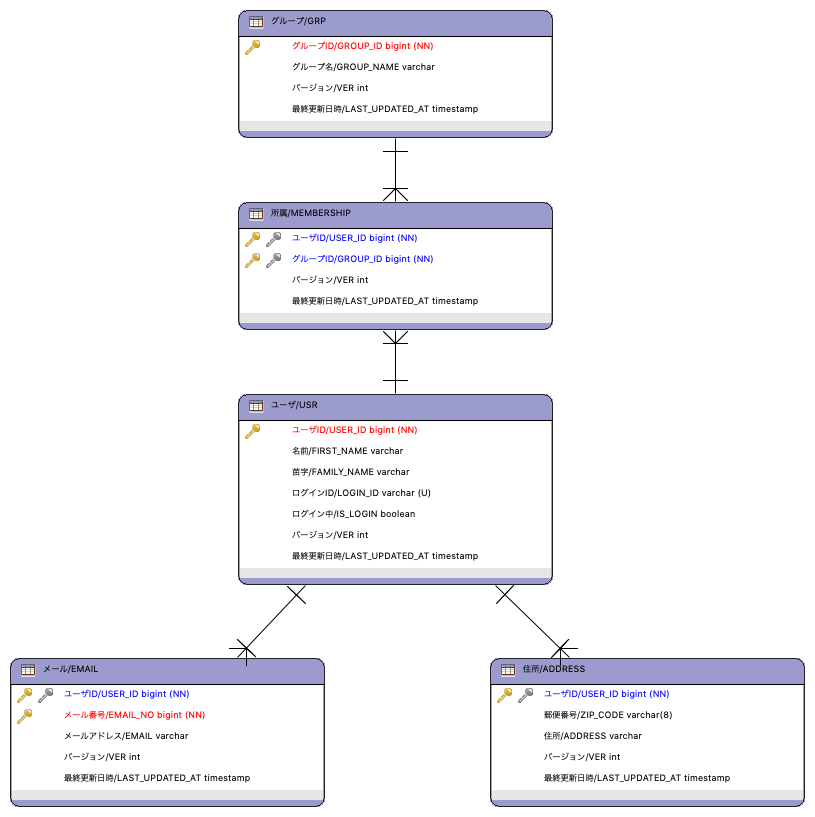 グループ/GRP
グループID/GROUP_ID bigint (NN)
グループ名/GROUP_NAME varchar
バージョン/VER int
最終更新日時/LAST_UPDATED_AT timestamp
所属/MEMBERSHIP
ユーザID/USER_ID bigint (NN)
グループID/GROUP_ID bigint (NN)
バージョン/VER int
最終更新日時/LAST_UPDATED_AT timestamp
ユーザ/USR
ユーザID/USER_ID bigint (NN)
名前/FIRST_NAME varchar
苗字/FAMILY_NAME varchar
ログインID/LOGIN_ID varchar (U)
ログイン中/IS_LOGIN boolean
バージョン/VER int
最終更新日時/LAST_UPDATED_AT timestamp
メール/EMAIL
ユーザID/USER_ID bigint (NN)
メール番号/EMAIL_NO bigint (NN)
メールアドレス/EMAIL varchar
バージョン/VER int
最終更新日時/LAST_UPDATED_AT timestamp
住所/ADDRESS
ユーザID/USER_ID bigint (NN)
郵便番号/ZIP_CODE varchar(8)
住所/ADDRESS varchar
バージョン/VER int
最終更新日時/LAST_UPDATED_AT timestamp